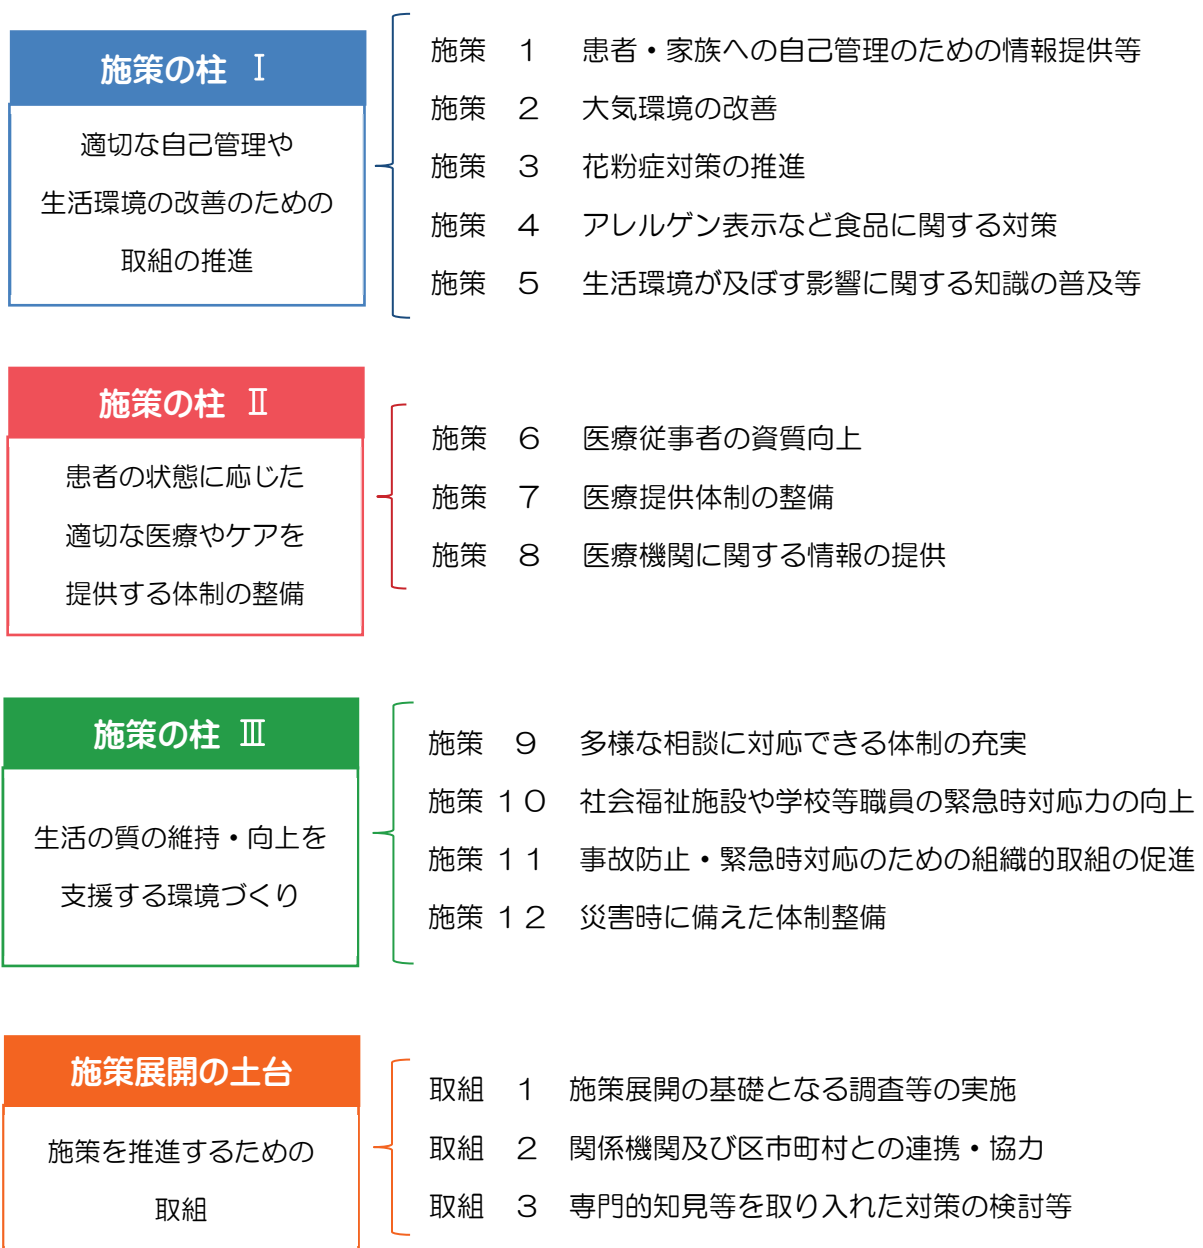 施策の柱 Ⅰ
適切な自己管理や
生活環境の改善のための
取組の推進
施策 1 患者・家族への自己管理のための情報提供等
施策 2 大気環境の改善
施策 3 花粉症対策の推進
施策 4 アレルゲン表示など食品に関する対策
施策 5 生活環境が及ぼす影響に関する知識の普及等
施策の柱 Ⅱ
患者の状態に応じた
適切な医療やケアを
提供する体制の整備
施策 6 医療従事者の資質向上
施策 7 医療提供体制の整備
施策 8 医療機関に関する情報の提供
施策の柱 Ⅲ
生活の質の維持・向上を
支援する環境づくり
施策 9 多様な相談に対応できる体制の充実
施策 10 社会福祉施設や学校等職員の緊急時対応力の向上
施策 11 事故防止・緊急時対応のための組織的取組の促進
施策 12 災害時に備えた体制整備
施策展開の土台
施策を推進するための
取組
取組 1 施策展開の基礎となる調査等の実施
取組 2 関係機関及び区市町村との連携・協力
取組 3 専門的知見等を取り入れた対策の検討等